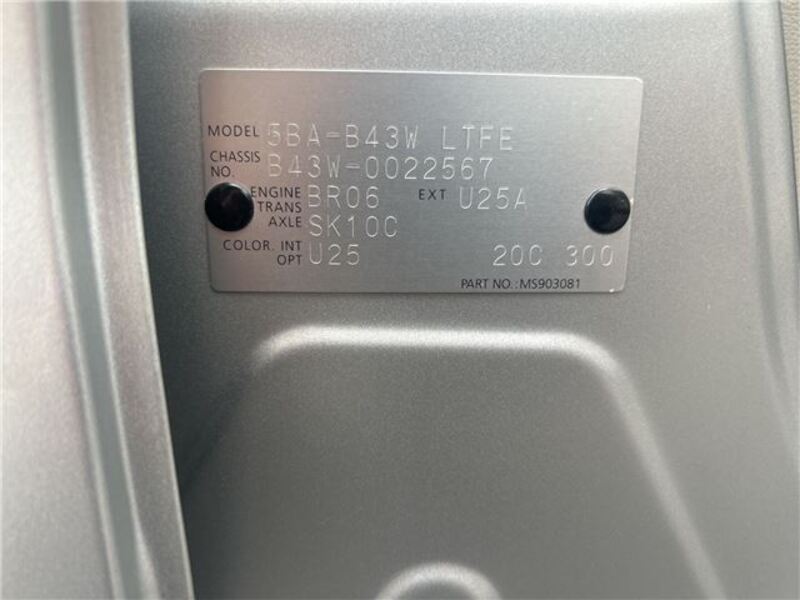 MODEL 5BA-B43W LTFE
CHASSIS NO. B43W-0022567
ENGINE BR06 EXT U25A
TRANS AXLE SK10C
COLOR. INT OPT U25 20C 300
PART NO.:MS903081